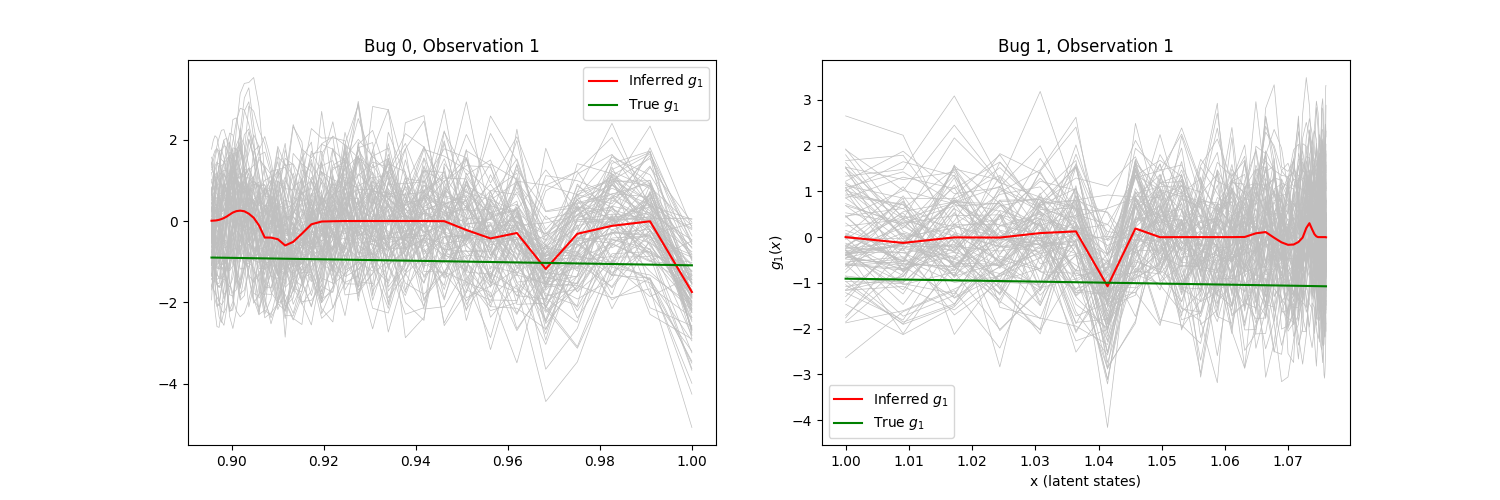 Bug 0, Observation 1
Inferred g₁
True g₁
2
0
−2
−4
0.90 0.92 0.94 0.96 0.98 1.00
Bug 1, Observation 1
3
2
1
0
−1
−2
−3
−4
g₁(x)
Inferred g₁
True g₁
1.00 1.01 1.02 1.03 1.04 1.05 1.06 1.07
x (latent states)